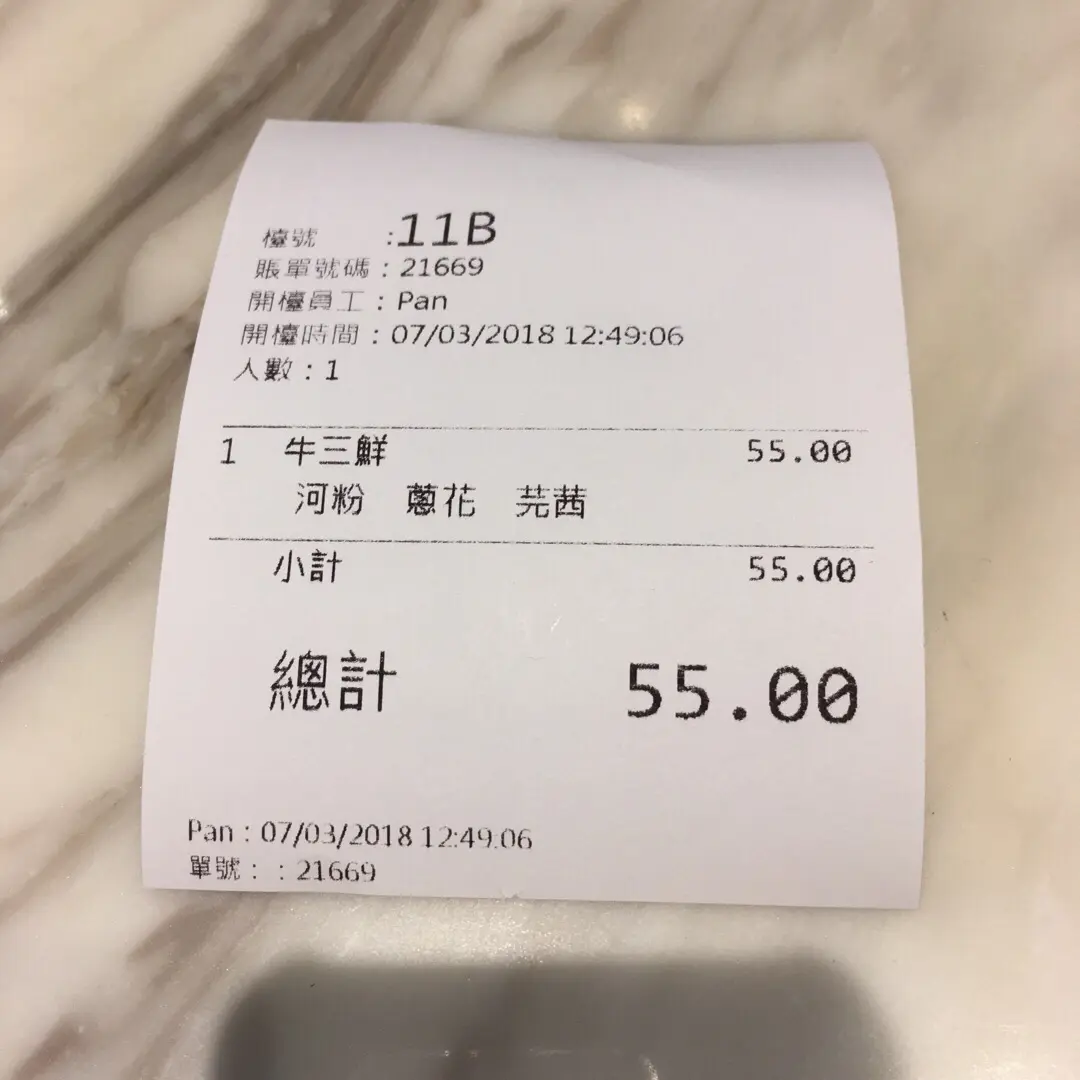 檯號 :11B
賬單號碼：21669
開檯員工：Pan
開檯時間：07/03/2018 12:49:06
人數：1
1 牛三鮮 55.00
河粉 蔥花 芫茜
小計 55.00
總計 55.00
Pan：07/03/2018 12:49:06
單號：：21669